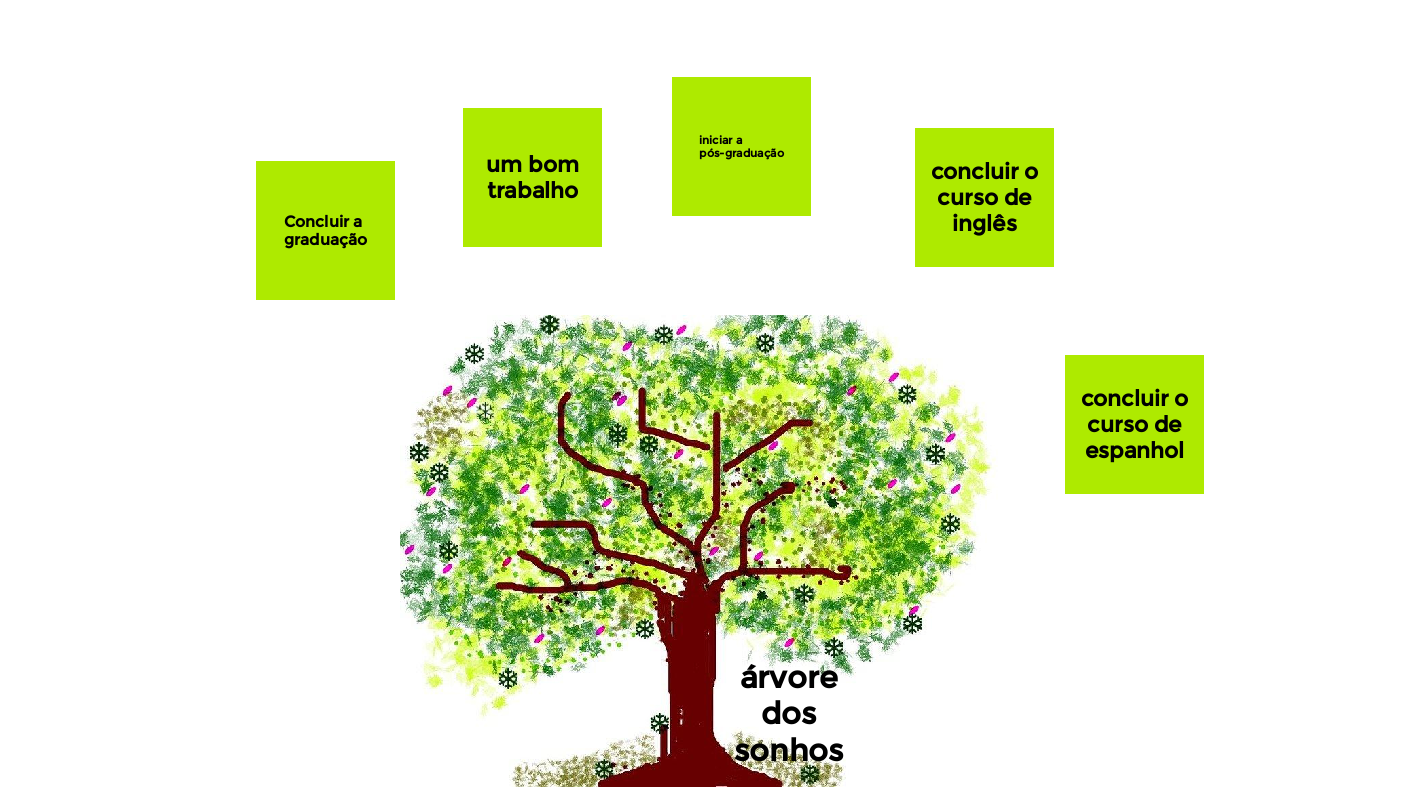 Concluir a
graduação
um bom
trabalho
iniciar a
pós-graduação
concluir o
curso de
inglês
concluir o
curso de
espanhol
árvore
dos
sonhos